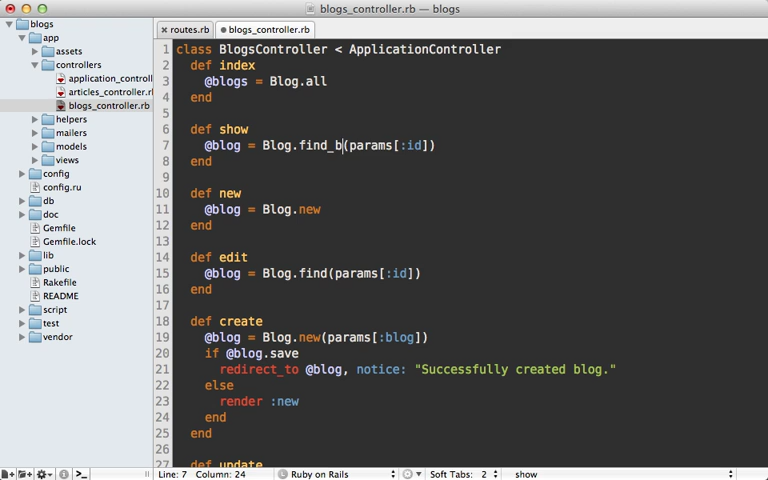 blogs_controller.rb — blogs
blogs
app
assets
controllers
application_controll
articles_controller.r
blogs_controller.rb
helpers
mailers
models
views
config
config.ru
db
doc
Gemfile
Gemfile.lock
lib
public
Rakefile
README
script
test
vendor
routes.rb
blogs_controller.rb
1 class BlogsController < ApplicationController
2 def index
3 @blogs = Blog.all
4 end
5
6 def show
7 @blog = Blog.find_b(params[:id])
8 end
9
10 def new
11 @blog = Blog.new
12 end
13
14 def edit
15 @blog = Blog.find(params[:id])
16 end
17
18 def create
19 @blog = Blog.new(params[:blog])
20 if @blog.save
21 redirect_to @blog, notice: "Successfully created blog."
22 else
23 render :new
24 end
25 end
26
27 def update
Line: 7 Column: 24 Ruby on Rails Soft Tabs: 2 show